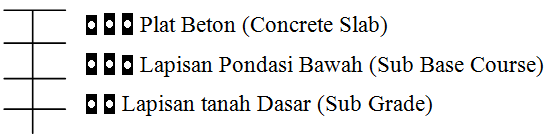 Plat Beton (Concrete Slab)
Lapisan Pondasi Bawah (Sub Base Course)
Lapisan tanah Dasar (Sub Grade)